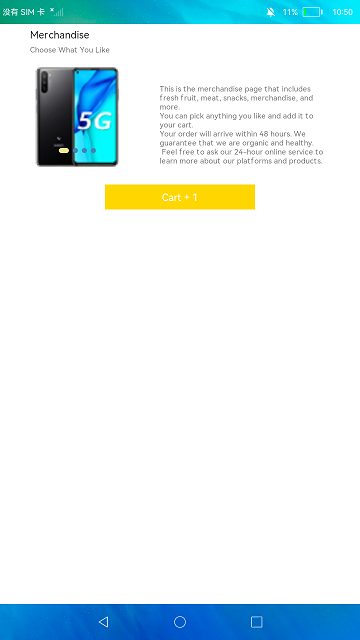 没有 SIM 卡
11%
10:50
Merchandise
Choose What You Like
5G
This is the merchandise page that includes
fresh fruit, meat, snacks, merchandise, and
more.
You can pick anything you like and add it to
your cart.
Your order will arrive within 48 hours. We
guarantee that we are organic and healthy.
Feel free to ask our 24-hour online service to
learn more about our platforms and products.
Cart + 1